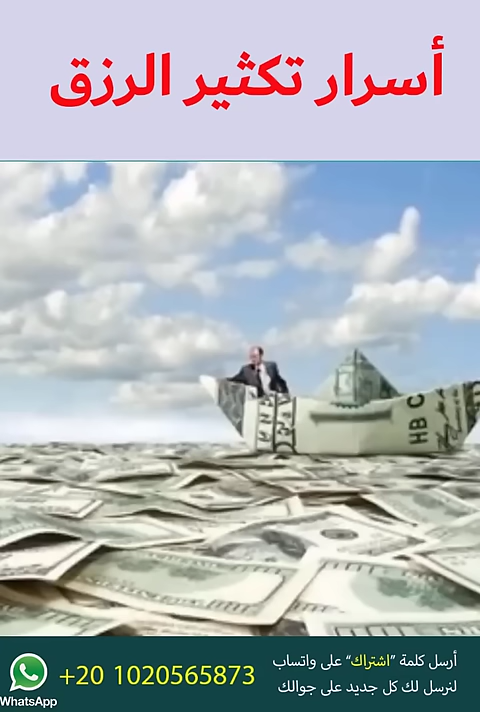 أسرار تكثير الرزق
HB C
أرسل كلمة "اشتراك" على واتساب
لنرسل لك كل جديد على جوالك
+20 1020565873
WhatsApp